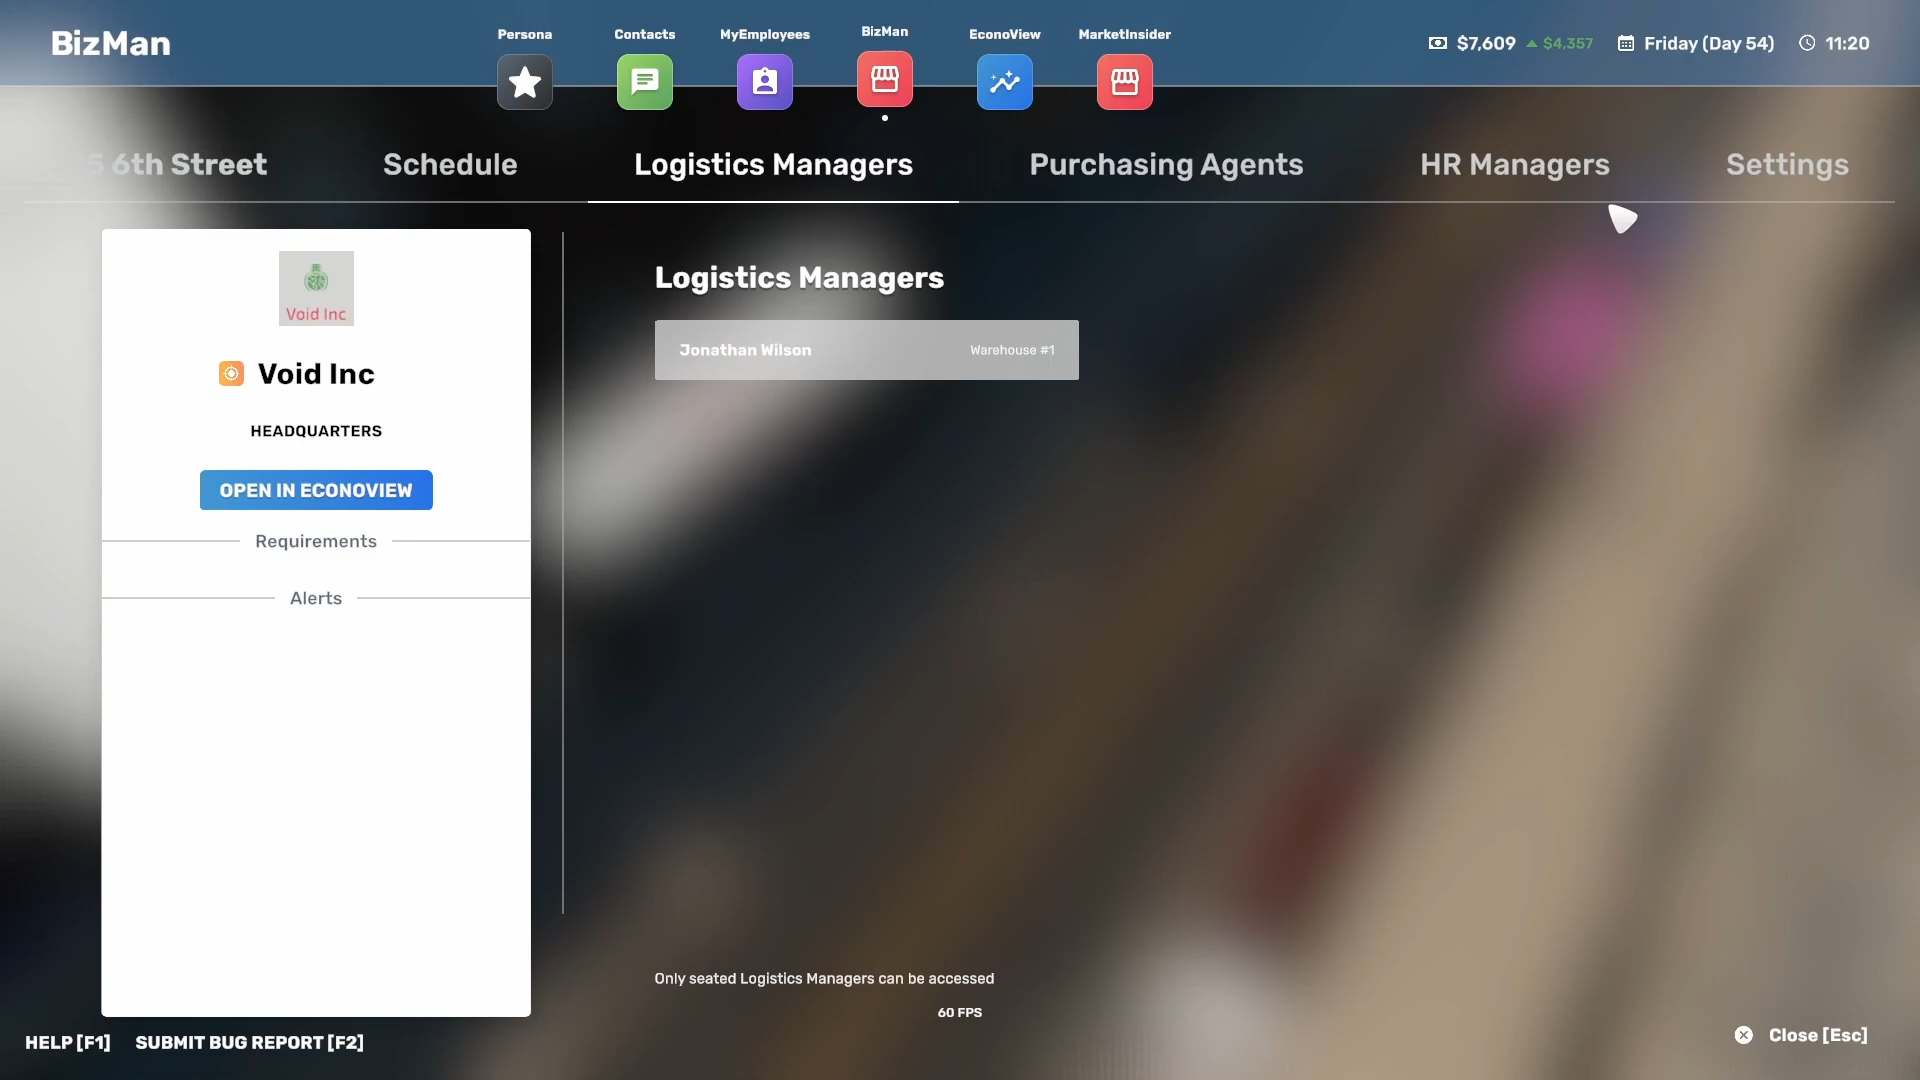 BizMan
Persona
Contacts
MyEmployees
BizMan
EconoView
MarketInsider
$7,609 $4,357 Friday (Day 54) 11:20
5 6th Street
Schedule
Logistics Managers
Purchasing Agents
HR Managers
Settings
Void Inc
Void Inc
HEADQUARTERS
OPEN IN ECONOVIEW
Requirements
Alerts
Logistics Managers
Jonathan Wilson Warehouse #1
Only seated Logistics Managers can be accessed
60 FPS
HELP [F1] SUBMIT BUG REPORT [F2]
Close [Esc]